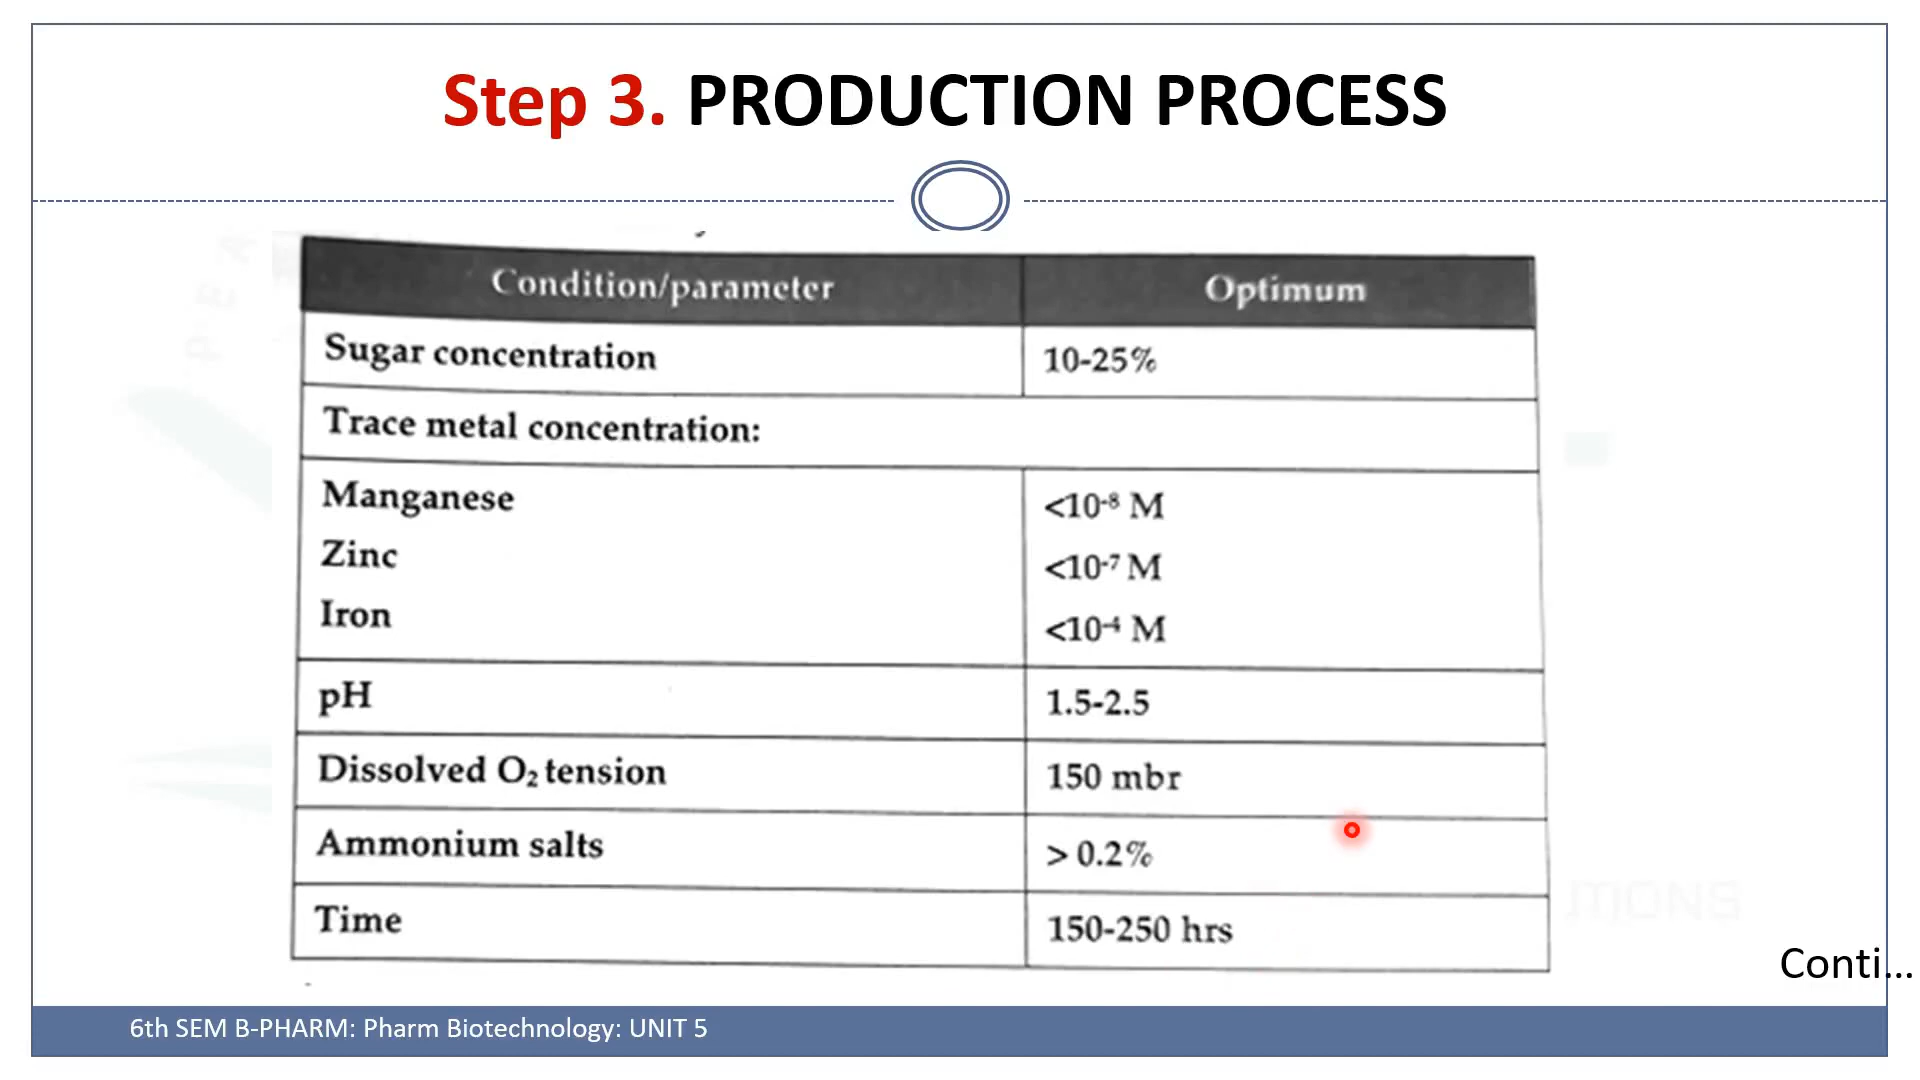 Step 3. PRODUCTION PROCESS
Condition/parameter Optimum
Sugar concentration 10-25%
Trace metal concentration:
Manganese <10⁻⁸ M
Zinc <10⁻⁷ M
Iron <10⁻⁴ M
pH 1.5-2.5
Dissolved O₂ tension 150 mbr
Ammonium salts > 0.2%
Time 150-250 hrs
Conti...
6th SEM B-PHARM: Pharm Biotechnology: UNIT 5